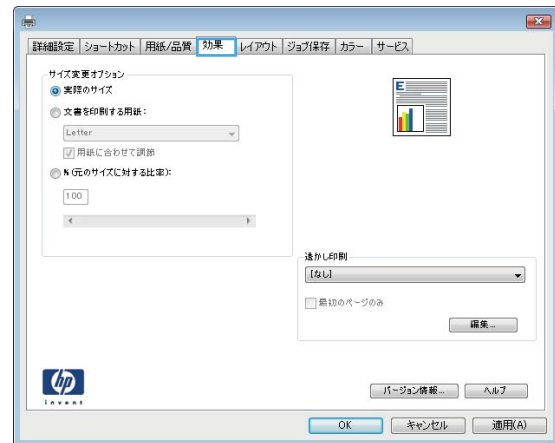 詳細設定 ショートカット 用紙/品質 効果 レイアウト ジョブ保存 カラー サービス
サイズ変更オプション
実際のサイズ
文書を印刷する用紙:
Letter
用紙に合わせて調節
% (元のサイズに対する比率):
100
E
透かし印刷
[なし]
最初のページのみ
編集...
hp
invent
バージョン情報... ヘルプ
OK キャンセル 適用(A)